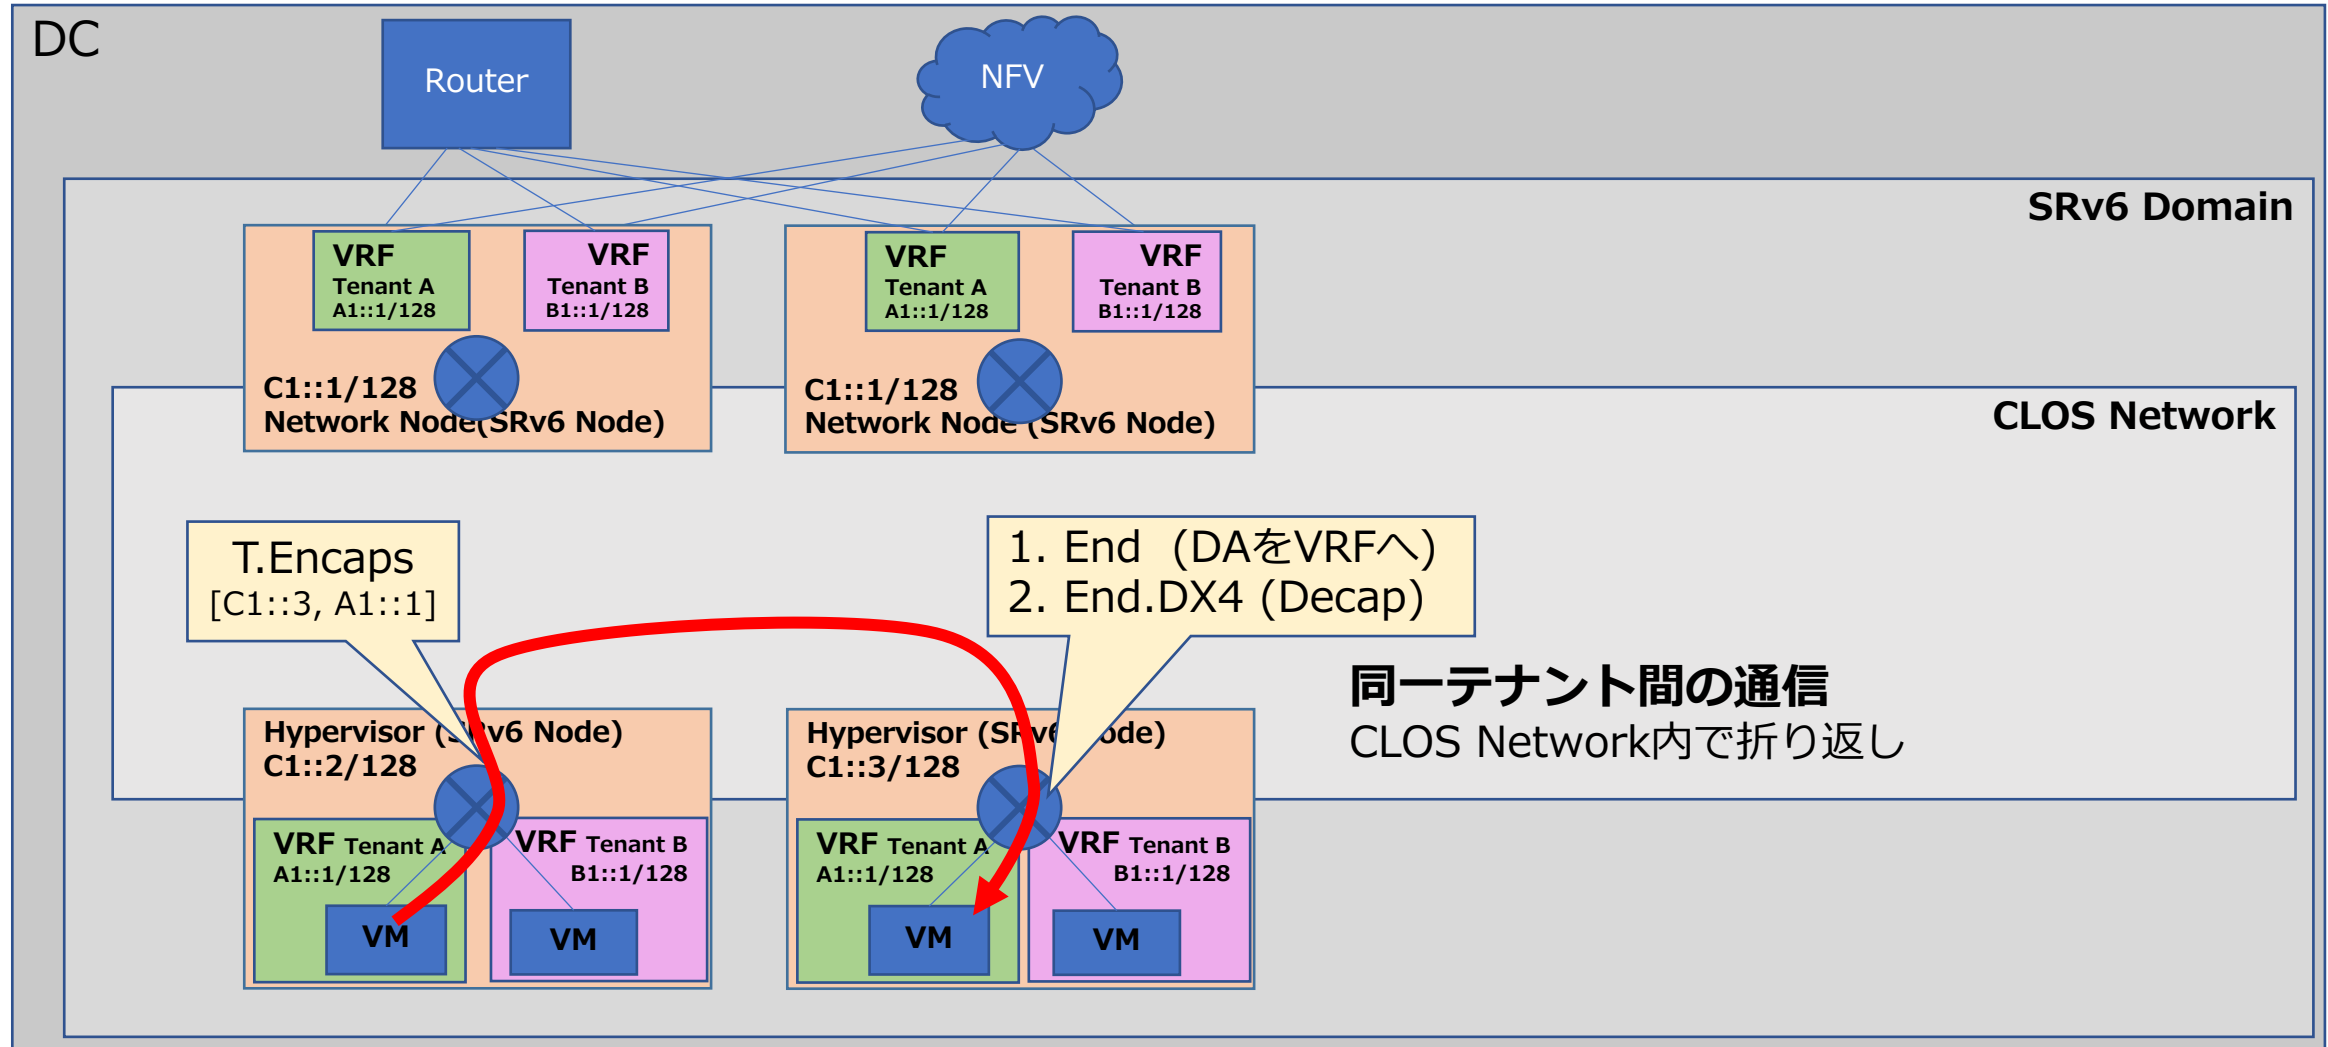 DC
Router
NFV
SRv6 Domain
VRF
Tenant A
A1::1/128
VRF
Tenant B
B1::1/128
C1::1/128
Network Node(SRv6 Node)
VRF
Tenant A
A1::1/128
VRF
Tenant B
B1::1/128
C1::1/128
Network Node (SRv6 Node)
CLOS Network
T.Encaps
[C1::3, A1::1]
1. End (DAをVRFへ)
2. End.DX4 (Decap)
同一テナント間の通信
CLOS Network内で折り返し
Hypervisor (SRv6 Node)
C1::2/128
VRF Tenant A
A1::1/128
VM
VRF Tenant B
B1::1/128
VM
Hypervisor (SRv6 Node)
C1::3/128
VRF Tenant A
A1::1/128
VM
VRF Tenant B
B1::1/128
VM